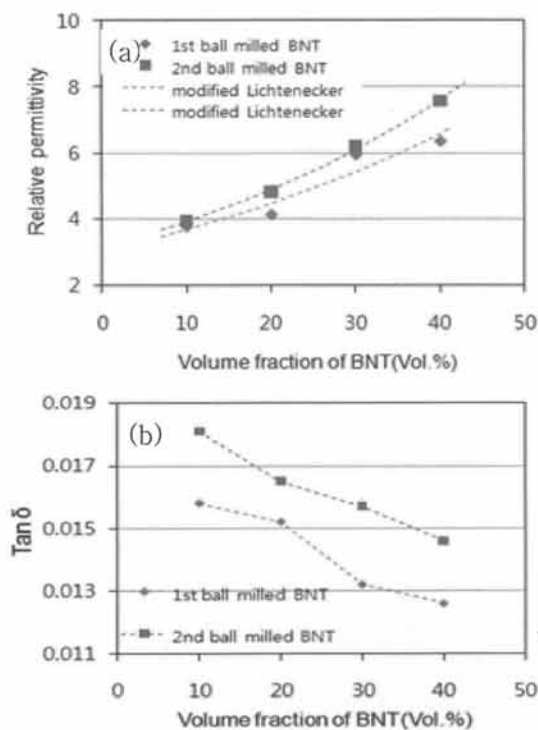 (a)
1st ball milled BNT
2nd ball milled BNT
modified Lichtenecker
modified Lichtenecker
Relative permittivity
10
8
6
4
2
0 10 20 30 40 50
Volume fraction of BNT(Vol.%)
(b)
Tanδ
0.019
0.017
0.015
0.013
0.011
1st ball milled BNT
2nd ball milled BNT
0 10 20 30 40 50
Volume fraction of BNT(Vol.%)